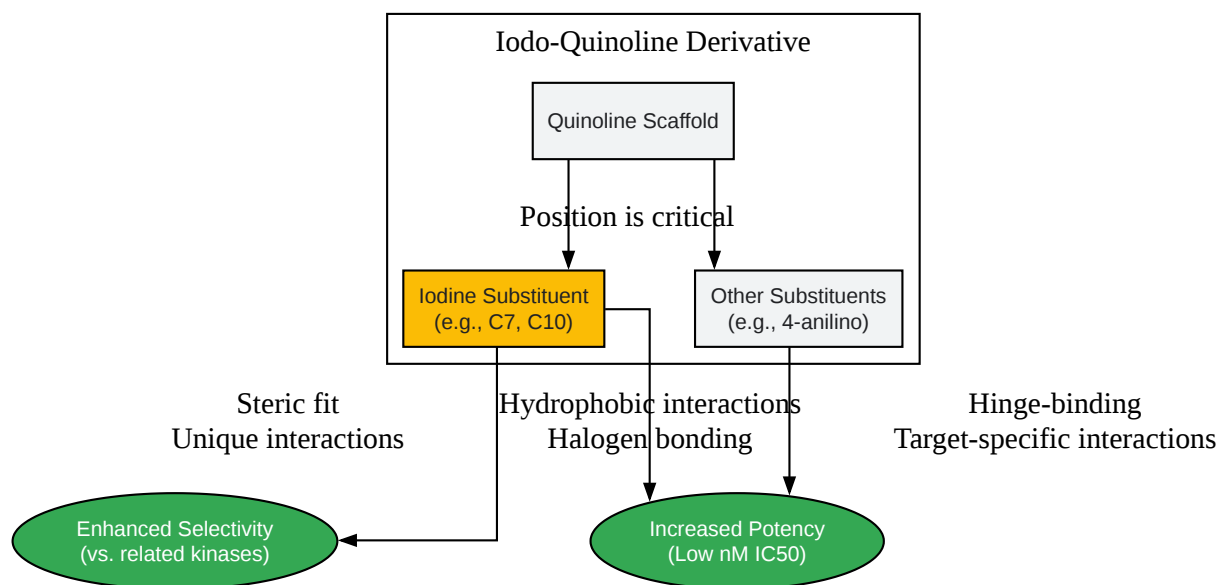 Iodo-Quinoline Derivative
Quinoline Scaffold
Position is critical
Iodine Substituent
(e.g., C7, C10)
Other Substituents
(e.g., 4-anilino)
Steric fit
Unique interactions
Hydrophobic interactions
Halogen bonding
Hinge-binding
Target-specific interactions
Enhanced Selectivity
(vs. related kinases)
Increased Potency
(Low nM IC50)